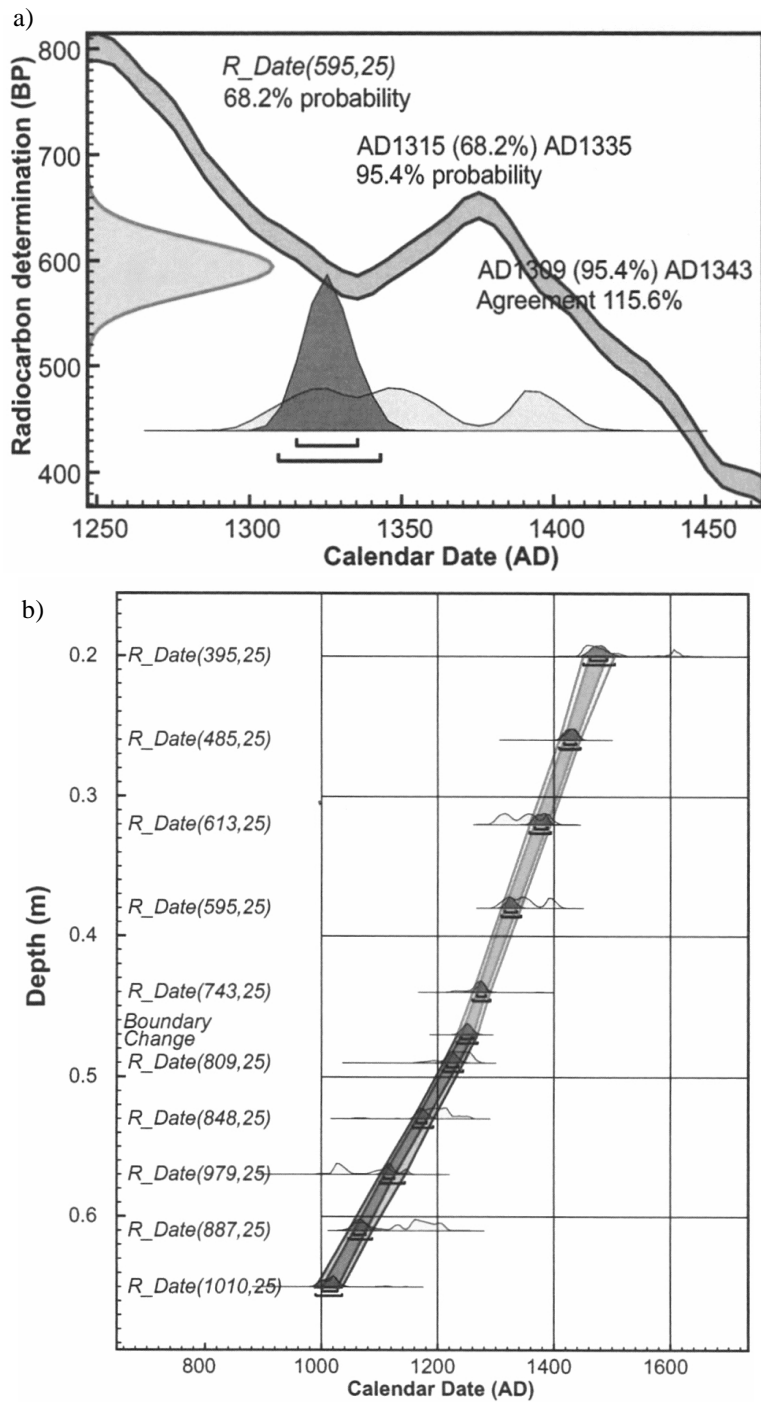 a)
Radiocarbon determination (BP)
800
700
600
500
400
R_Date(595,25)
68.2% probability
AD1315 (68.2%) AD1335
95.4% probability
AD1309 (95.4%) AD1343
Agreement 115.6%
1250 1300 1350 1400 1450
Calendar Date (AD)
b)
Depth (m)
0.2 R_Date(395,25)
R_Date(485,25)
0.3
R_Date(613,25)
R_Date(595,25)
0.4
R_Date(743,25)
Boundary
Change
R_Date(809,25)
0.5
R_Date(848,25)
R_Date(979,25)
0.6
R_Date(887,25)
R_Date(1010,25)
800 1000 1200 1400 1600
Calendar Date (AD)